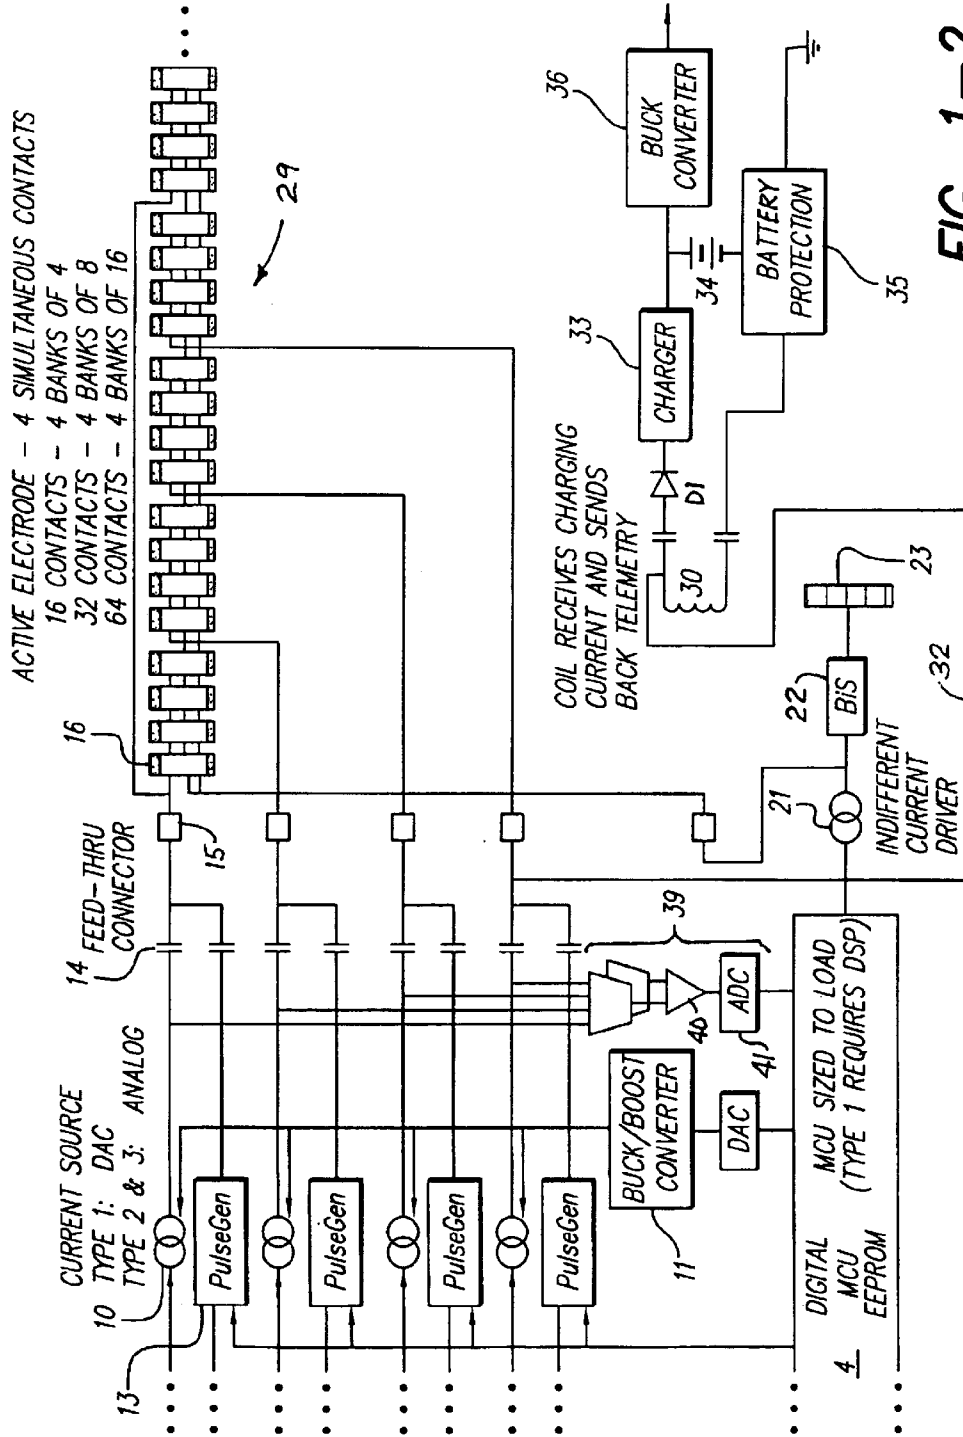 ACTIVE ELECTRODE – 4 SIMULTANEOUS CONTACTS
16 CONTACTS – 4 BANKS OF 4
32 CONTACTS – 4 BANKS OF 8
64 CONTACTS – 4 BANKS OF 16
29
16
CURRENT SOURCE
TYPE 1: DAC
TYPE 2 & 3: ANALOG
10
13
14 FEED–THRU
CONNECTOR
15
PulseGen
PulseGen
PulseGen
PulseGen
COIL RECEIVES CHARGING
CURRENT AND SENDS
BACK TELEMETRY
30
D1
CHARGER
33
34
BUCK
CONVERTER
36
BATTERY
PROTECTION
35
BUCK/BOOST
CONVERTER
11
DAC
39
40
ADC
41
21
INDIFFERENT
CURRENT
DRIVER
22
BiS
23
32
DIGITAL
MCU
EEPROM
4
MCU SIZED TO LOAD
(TYPE 1 REQUIRES DSP)
FIG. 1–2